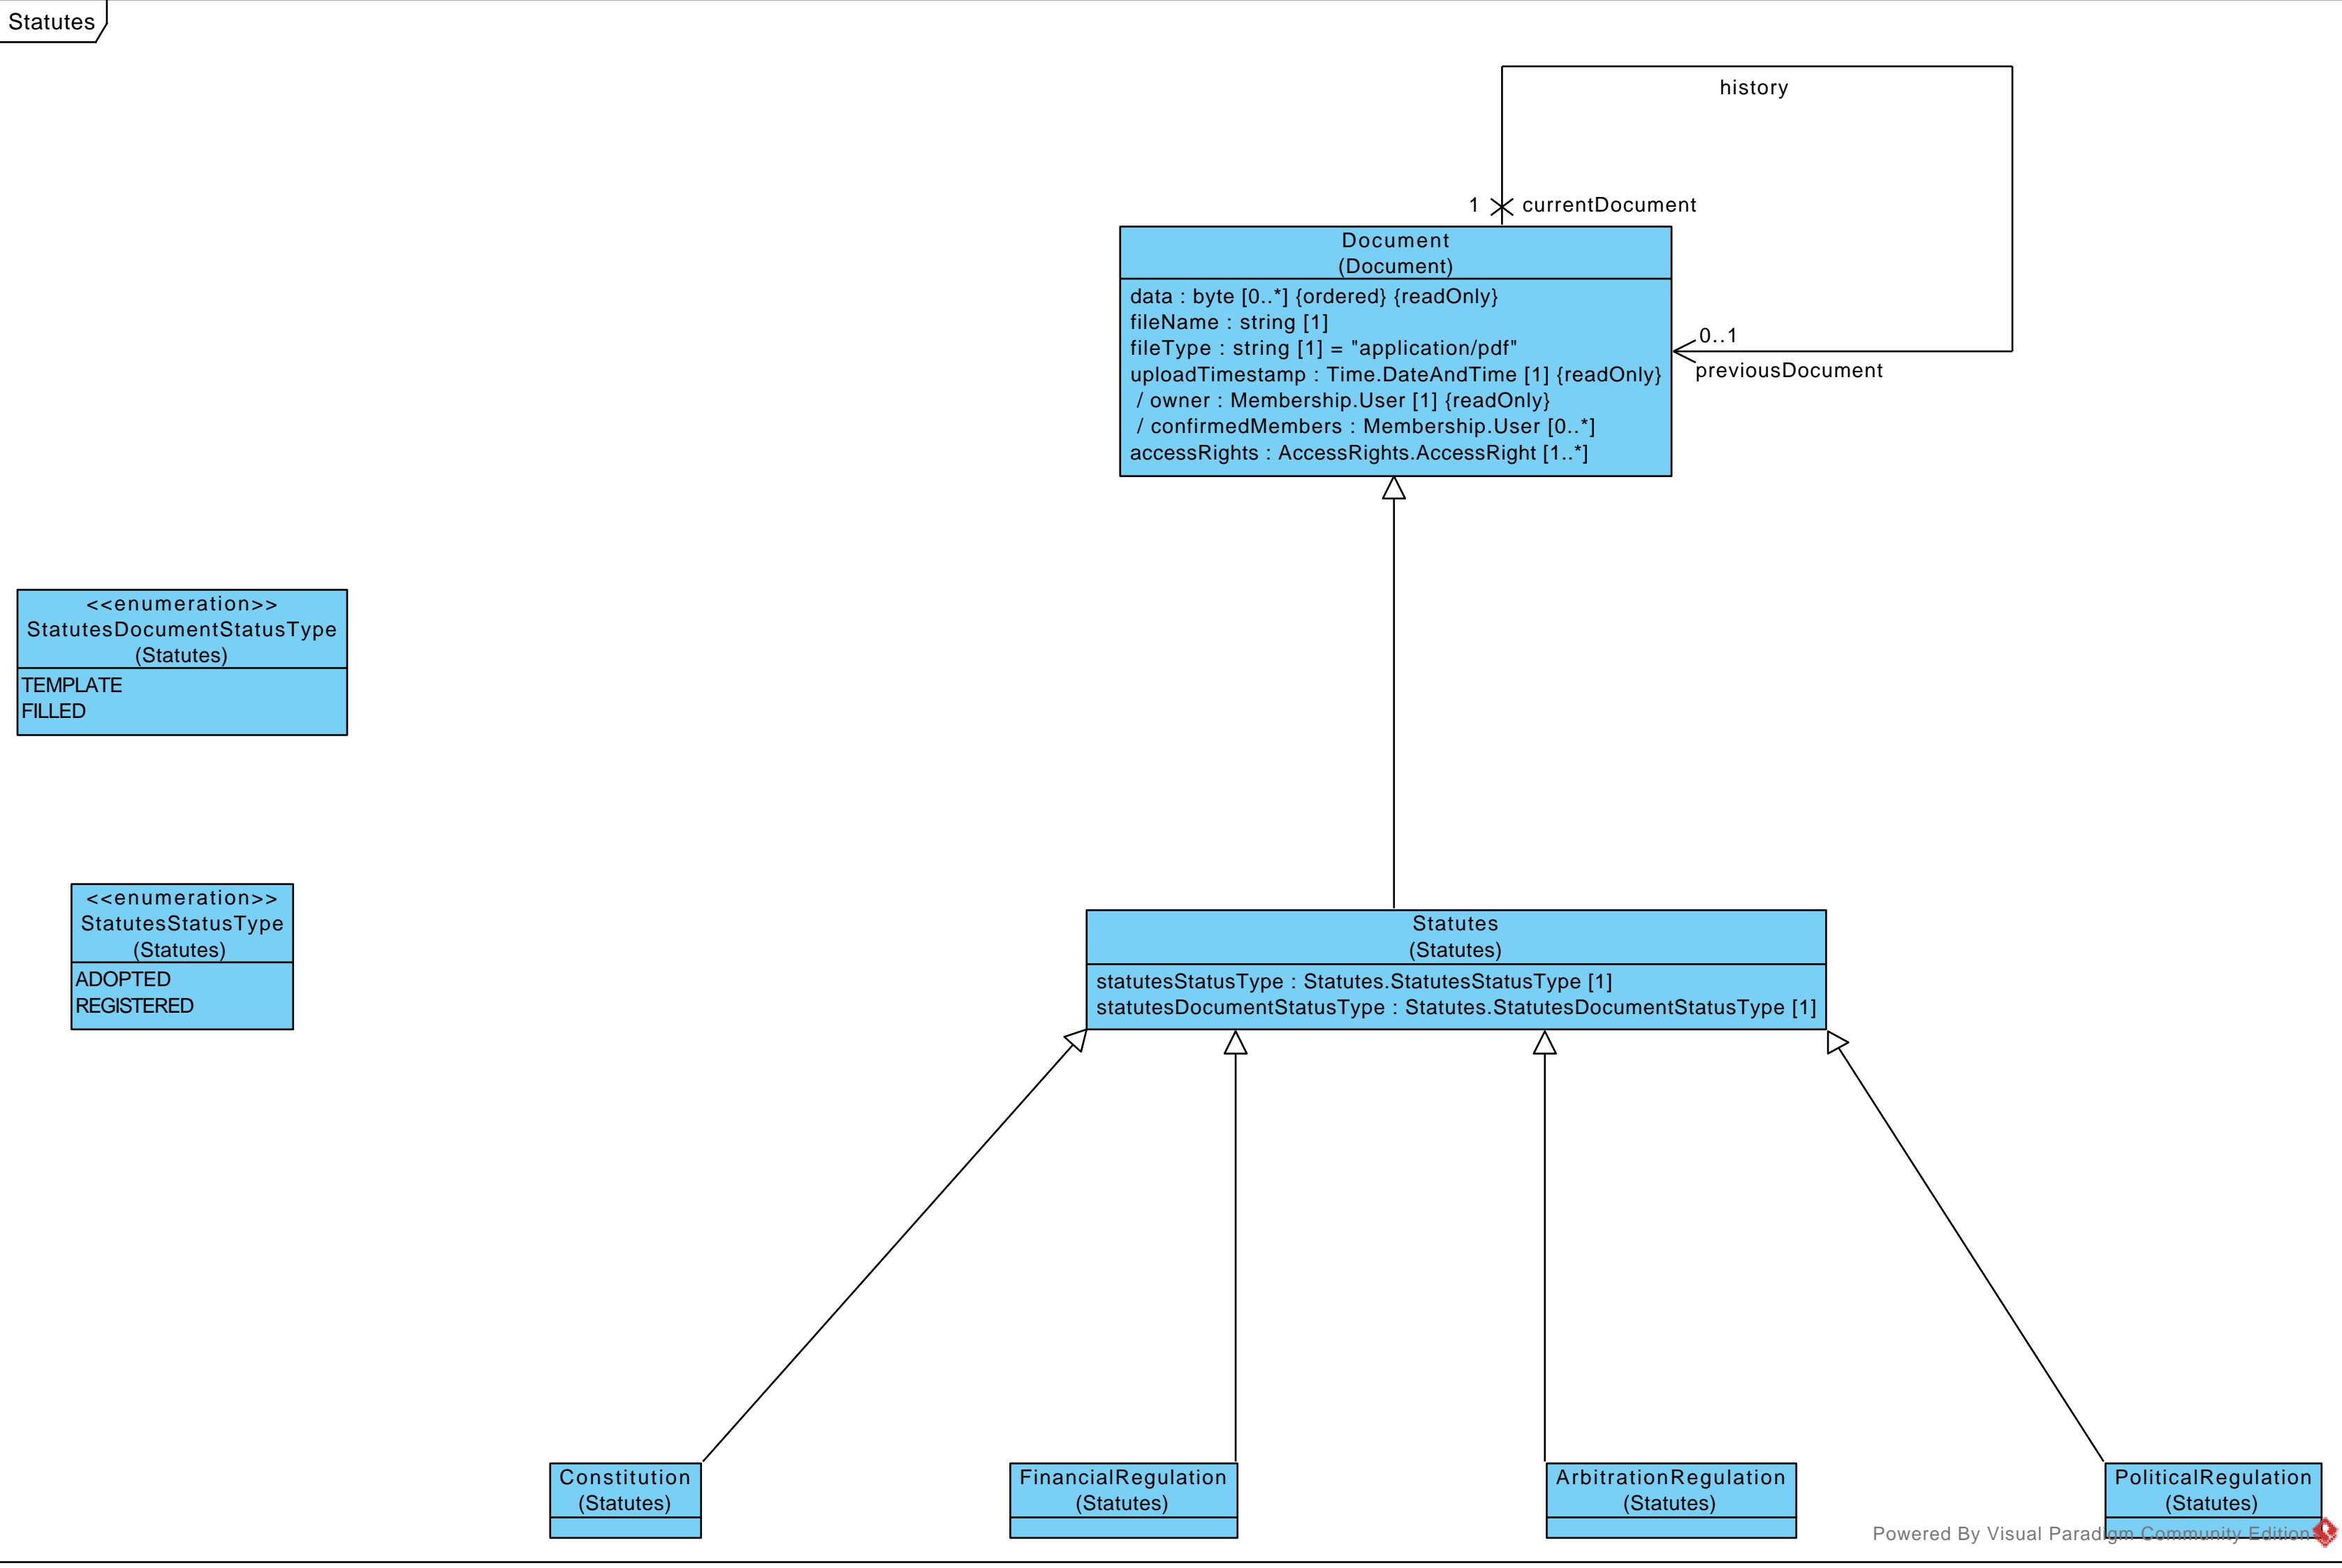 Statutes
history
1
currentDocument
Document
(Document)
data : byte [0..*] {ordered} {readOnly}
fileName : string [1]
fileType : string [1] = "application/pdf"
uploadTimestamp : Time.DateAndTime [1] {readOnly}
/ owner : Membership.User [1] {readOnly}
/ confirmedMembers : Membership.User [0..*]
accessRights : AccessRights.AccessRight [1..*]
0..1
previousDocument
<<enumeration>>
StatutesDocumentStatusType
(Statutes)
TEMPLATE
FILLED
<<enumeration>>
StatutesStatusType
(Statutes)
ADOPTED
REGISTERED
Statutes
(Statutes)
statutesStatusType : Statutes.StatutesStatusType [1]
statutesDocumentStatusType : Statutes.StatutesDocumentStatusType [1]
Constitution
(Statutes)
FinancialRegulation
(Statutes)
ArbitrationRegulation
(Statutes)
PoliticalRegulation
(Statutes)
Powered By Visual Paradigm Community Edition